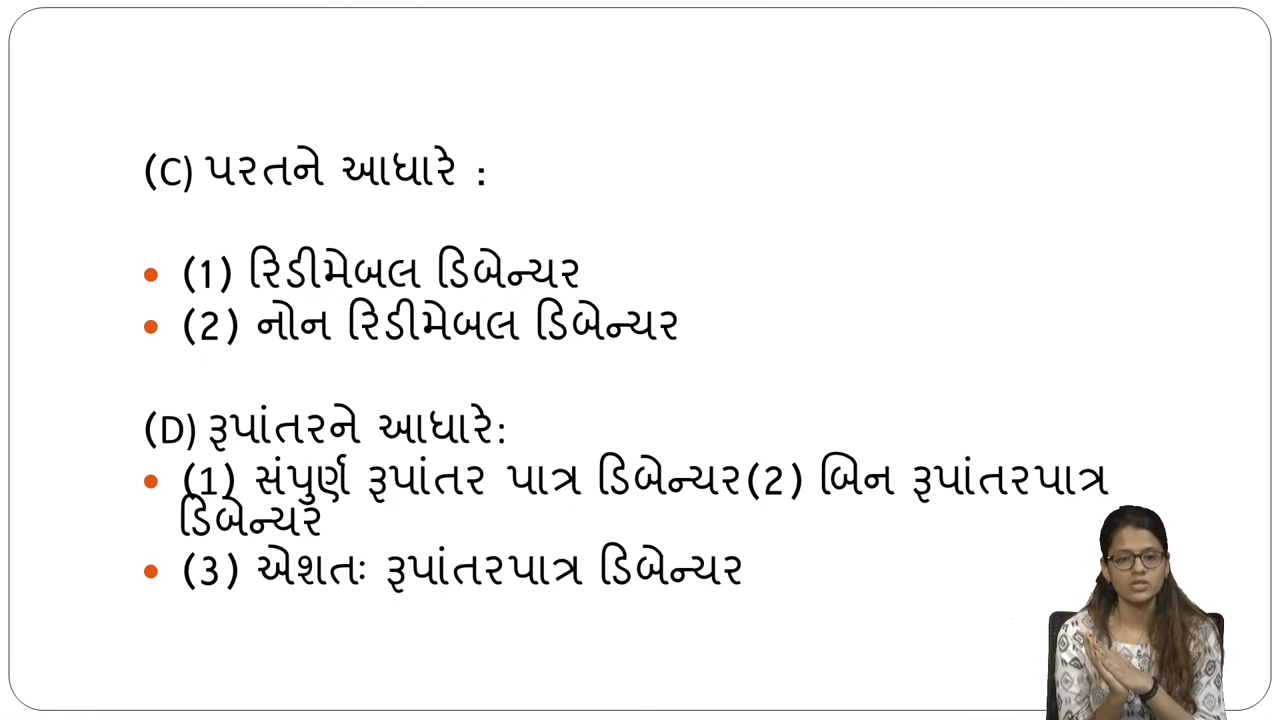 (C) પરતને આધારે :
(1) રિડીમેબલ ડિબેન્ચર
(2) નોન રિડીમેબલ ડિબેન્ચર
(D) રૂપાંતરને આધારે:
(1) સંપુર્ણ રૂપાંતર પાત્ર ડિબેન્ચર(2) બિન રૂપાંતરપાત્ર
ડિબેન્ચર
(3) એશતઃ રૂપાંતરપાત્ર ડિબેન્ચર